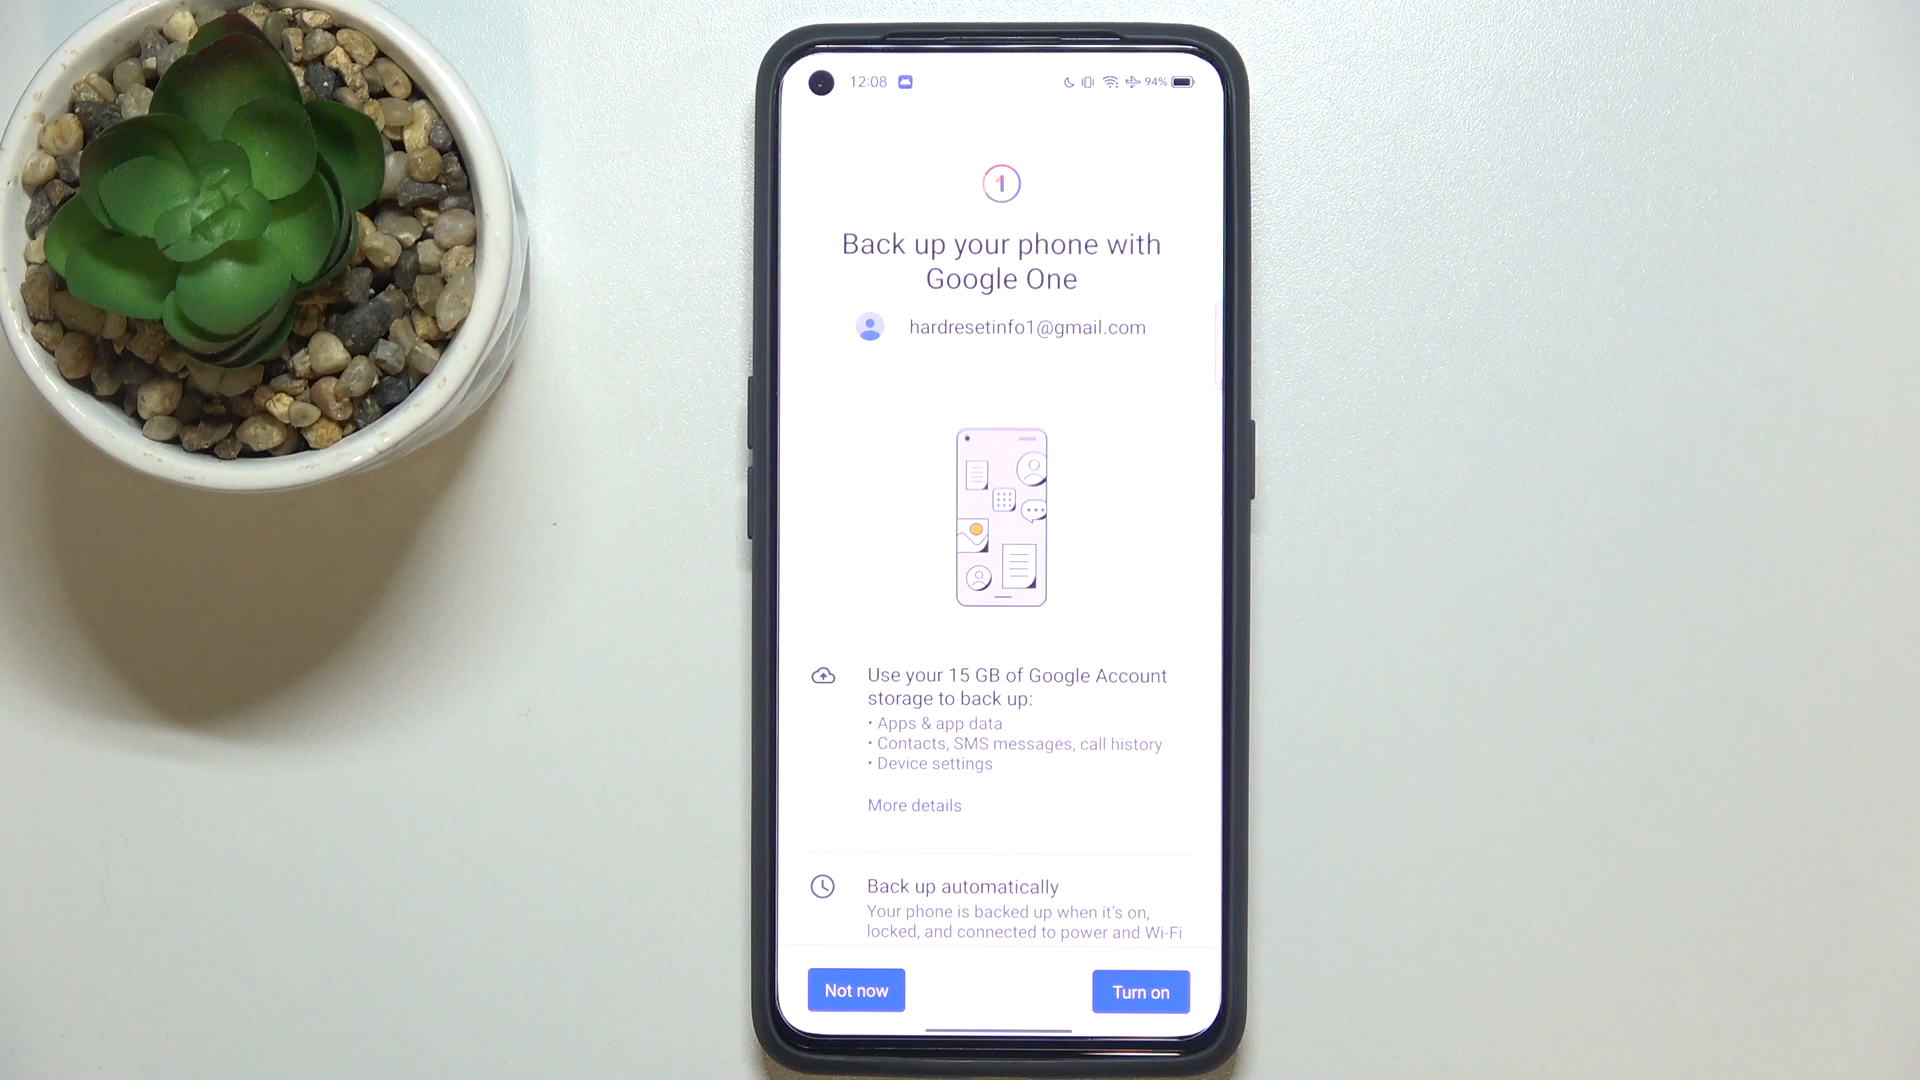 12:08
94%
1
Back up your phone with
Google One
hardresetinfo1@gmail.com
Use your 15 GB of Google Account
storage to back up:
• Apps & app data
• Contacts, SMS messages, call history
• Device settings
More details
Back up automatically
Your phone is backed up when it's on,
locked, and connected to power and Wi-Fi
Not now
Turn on